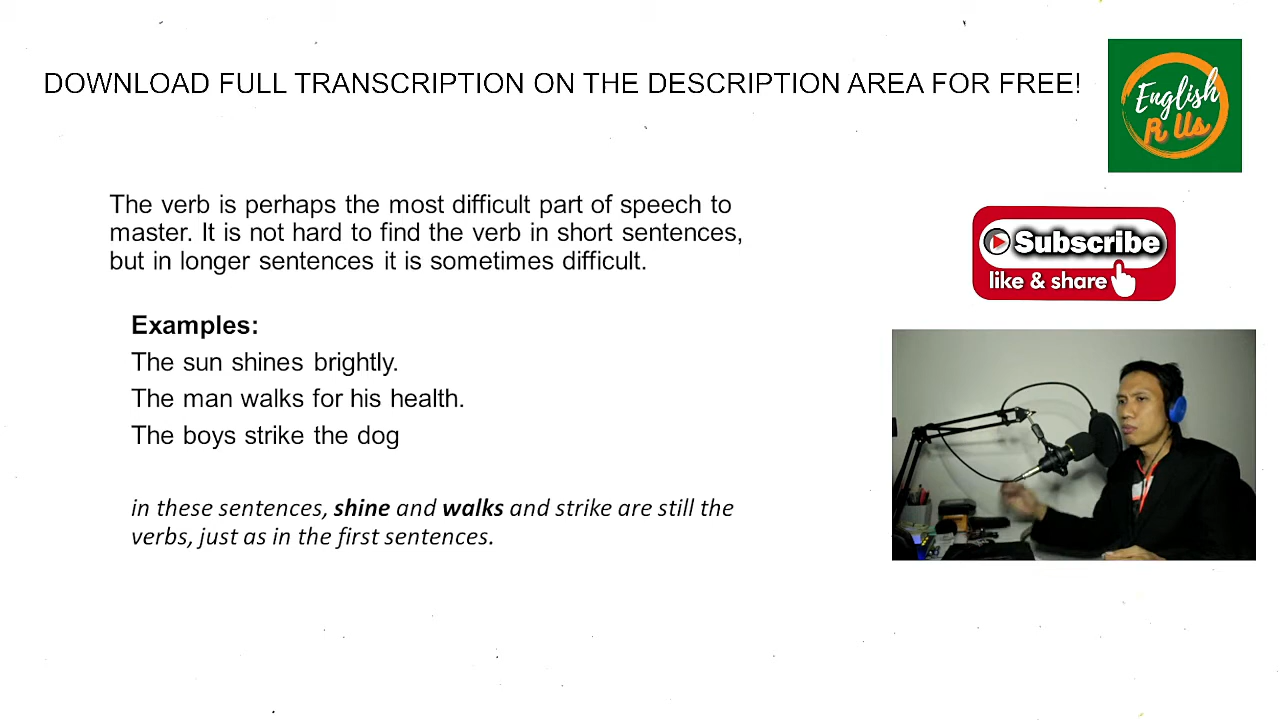 DOWNLOAD FULL TRANSCRIPTION ON THE DESCRIPTION AREA FOR FREE!
English
R Us
The verb is perhaps the most difficult part of speech to
master. It is not hard to find the verb in short sentences,
but in longer sentences it is sometimes difficult.
Subscribe
like & share
Examples:
The sun shines brightly.
The man walks for his health.
The boys strike the dog
in these sentences, shine and walks and strike are still the
verbs, just as in the first sentences.